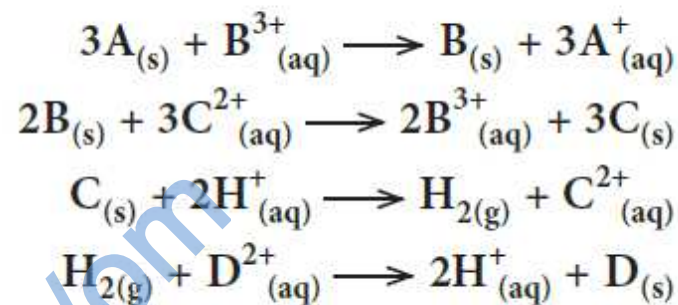 3A(s) + B³⁺(aq) ⟶ B(s) + 3A⁺(aq)
2B(s) + 3C²⁺(aq) ⟶ 2B³⁺(aq) + 3C(s)
C(s) + 2H⁺(aq) ⟶ H₂(g) + C²⁺(aq)
H₂(g) + D²⁺(aq) ⟶ 2H⁺(aq) + D(s)